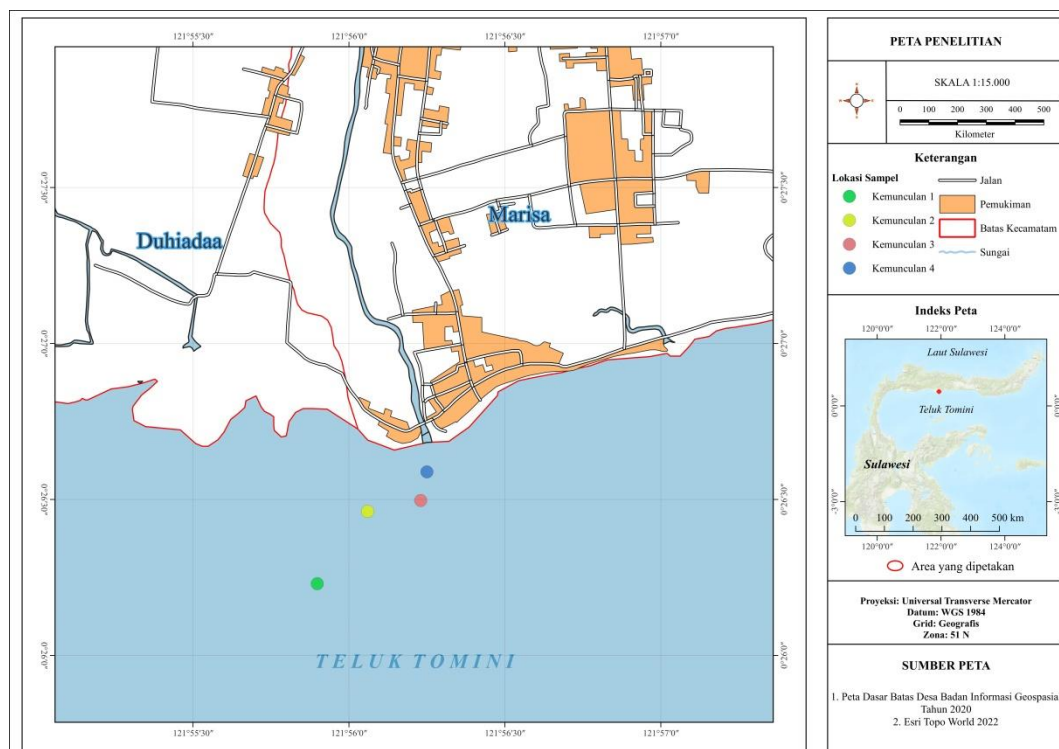 121°55'30" 121°56'0" 121°56'30" 121°57'0"
0°27'30"
0°27'0"
0°26'30"
0°26'0"
Duhiadaa
Marisa
TELUK TOMINI
0°27'30"
0°27'0"
0°26'30"
0°26'0"
121°55'30" 121°56'0" 121°56'30" 121°57'0"
PETA PENELITIAN
SKALA 1:15.000
0 100 200 300 400 500
Kilometer
Keterangan
Lokasi Sampel
Kemunculan 1
Kemunculan 2
Kemunculan 3
Kemunculan 4
Jalan
Pemukiman
Batas Kecamatam
Sungai
Indeks Peta
120°0'0" 122°0'0" 124°0'0"
Laut Sulawesi
Teluk Tomini
Sulawesi
0°0'0"
-3°0'0"
0°0'0"
0 100 200 300 400 500 km
120°0'0" 122°0'0" 124°0'0"
Area yang dipetakan
Proyeksi: Universal Transverse Mercator
Datum: WGS 1984
Grid: Geografis
Zona: 51 N
SUMBER PETA
1. Peta Dasar Batas Desa Badan Informasi Geospasia
Tahun 2020
2. Esri Topo World 2022